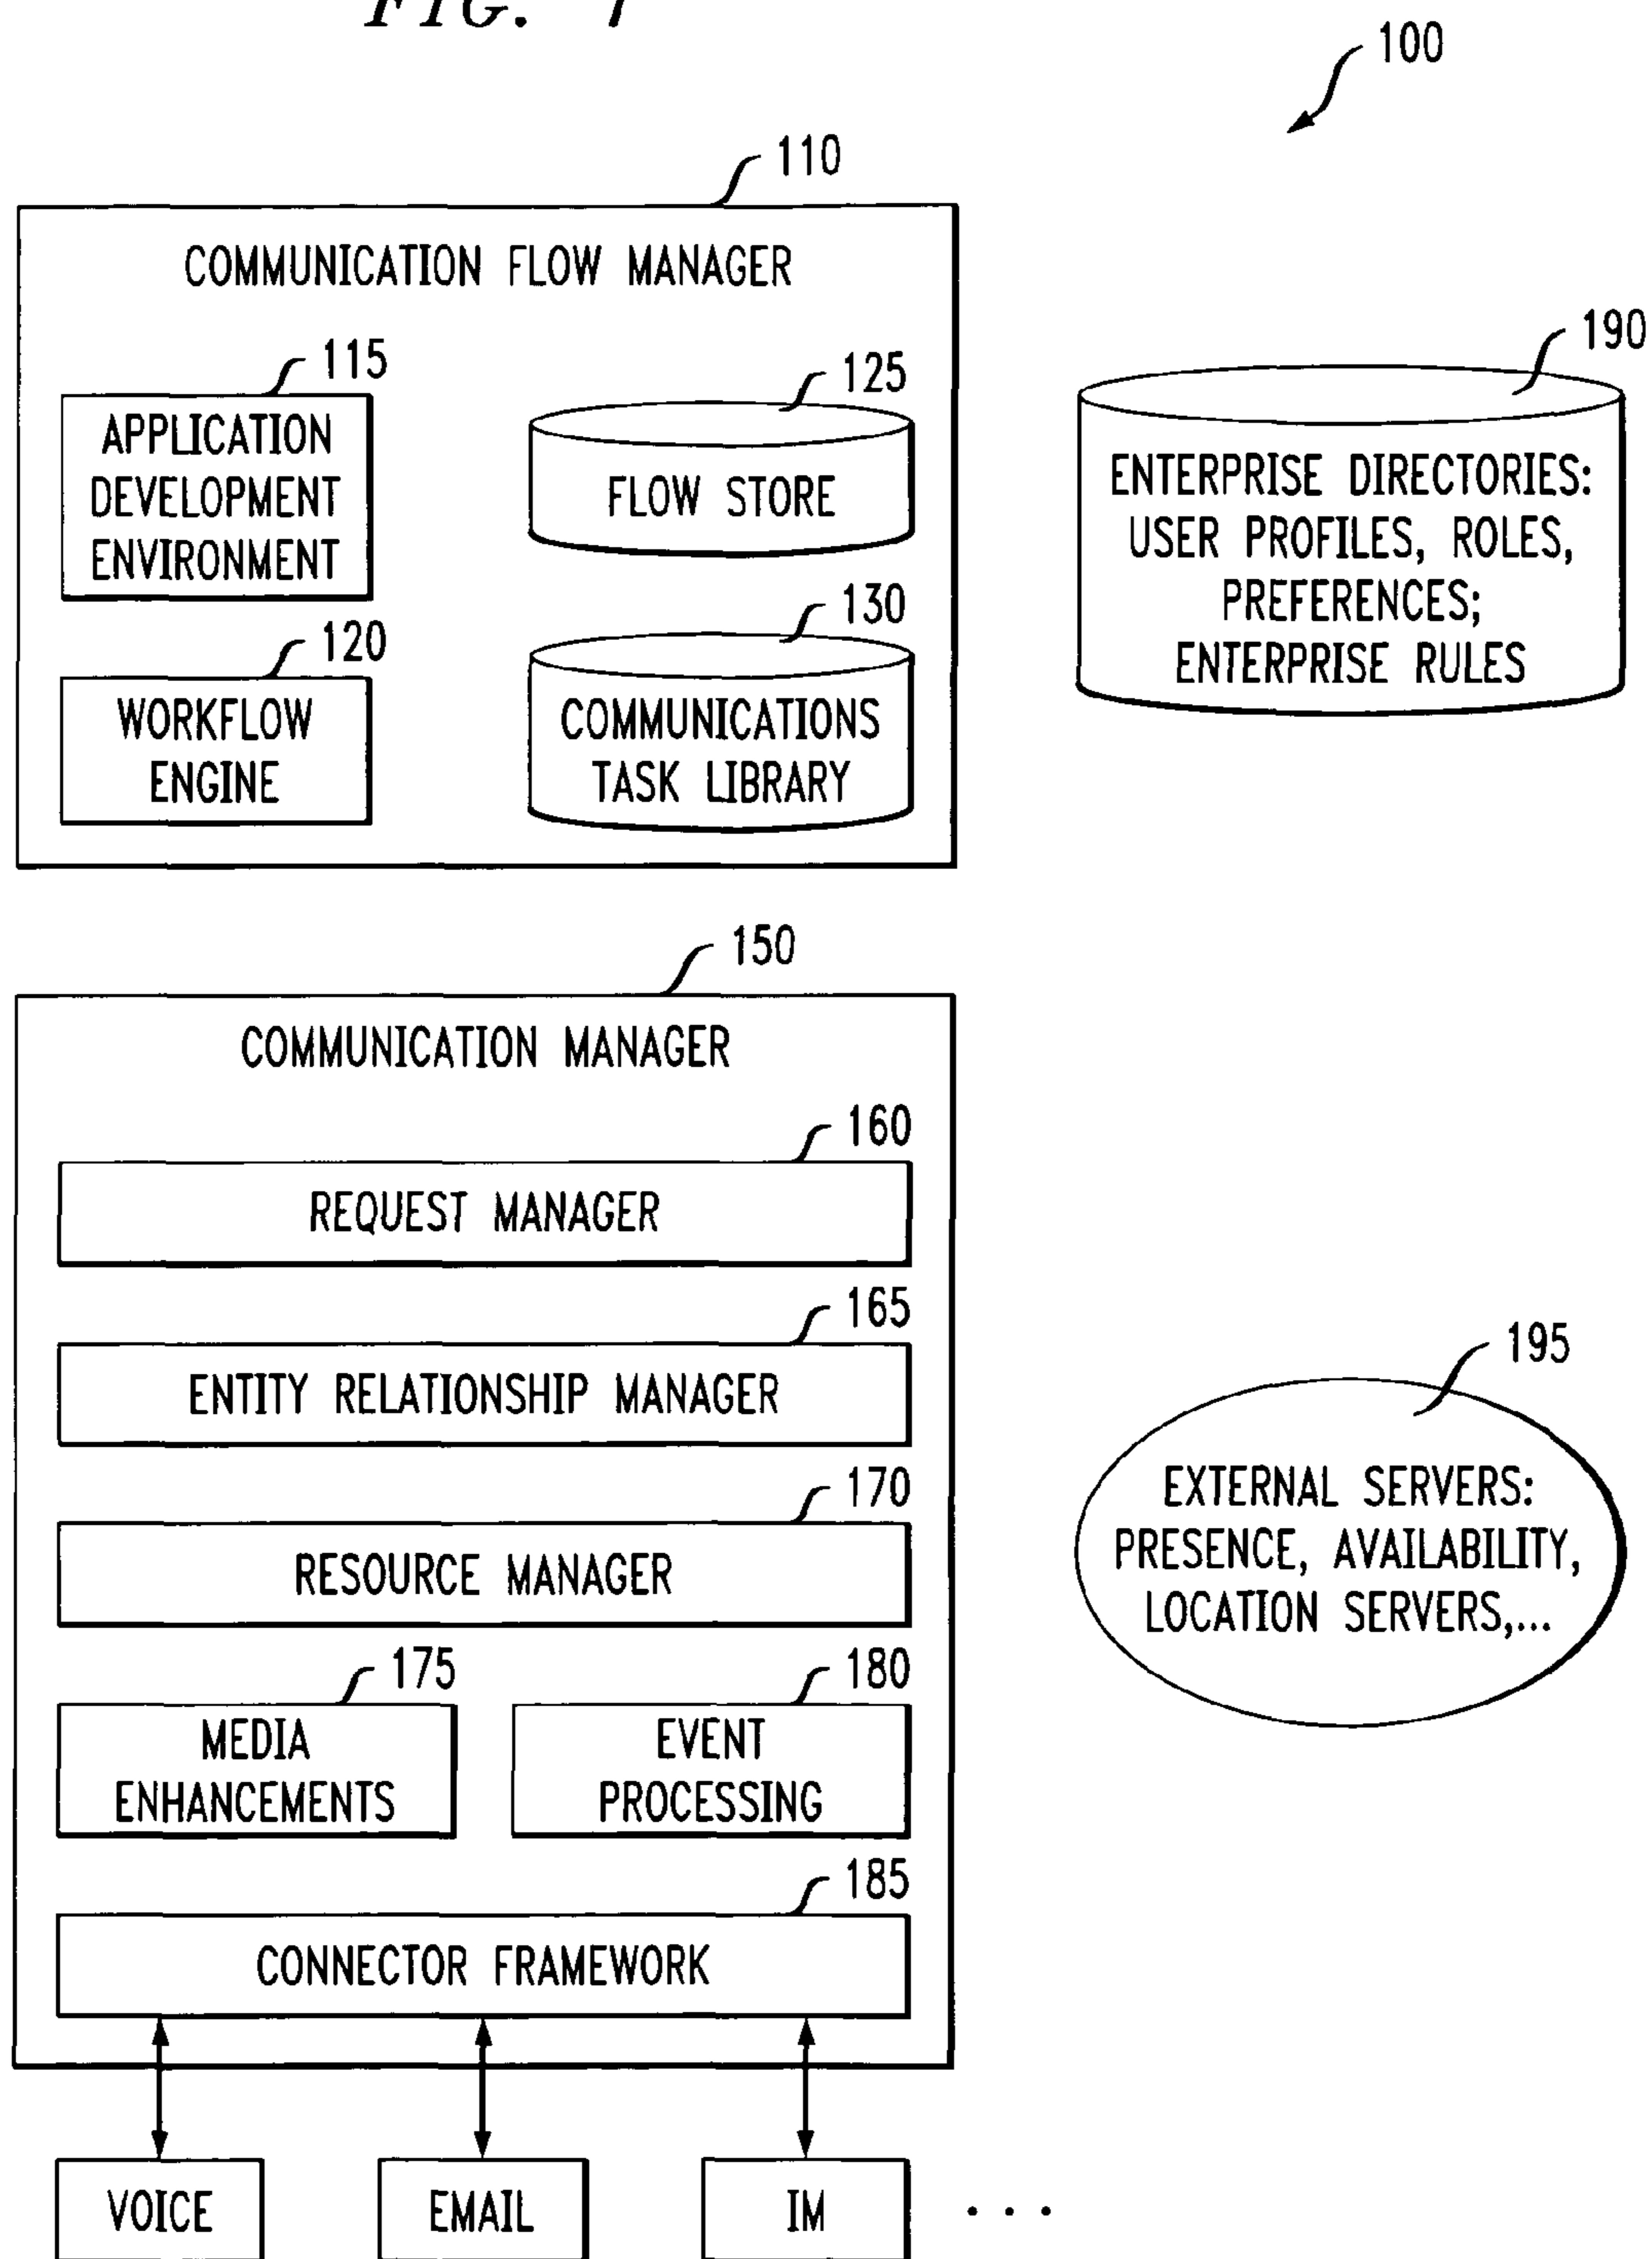 FIG. 1
100
110
COMMUNICATION FLOW MANAGER
115
APPLICATION
DEVELOPMENT
ENVIRONMENT
125
FLOW STORE
120
WORKFLOW
ENGINE
130
COMMUNICATIONS
TASK LIBRARY
190
ENTERPRISE DIRECTORIES:
USER PROFILES, ROLES,
PREFERENCES;
ENTERPRISE RULES
150
COMMUNICATION MANAGER
160
REQUEST MANAGER
165
ENTITY RELATIONSHIP MANAGER
170
RESOURCE MANAGER
175
MEDIA
ENHANCEMENTS
180
EVENT
PROCESSING
185
CONNECTOR FRAMEWORK
195
EXTERNAL SERVERS:
PRESENCE, AVAILABILITY,
LOCATION SERVERS,...
VOICE
EMAIL
IM
. . .